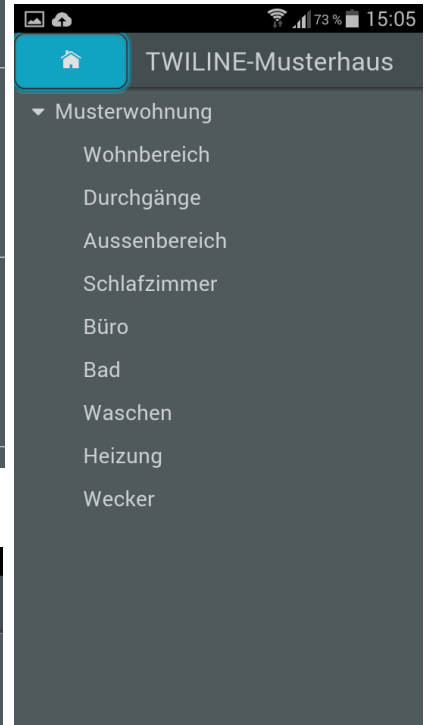 73 % 15:05
TWILINE-Musterhaus
Musterwohnung
Wohnbereich
Durchgänge
Aussenbereich
Schlafzimmer
Büro
Bad
Waschen
Heizung
Wecker